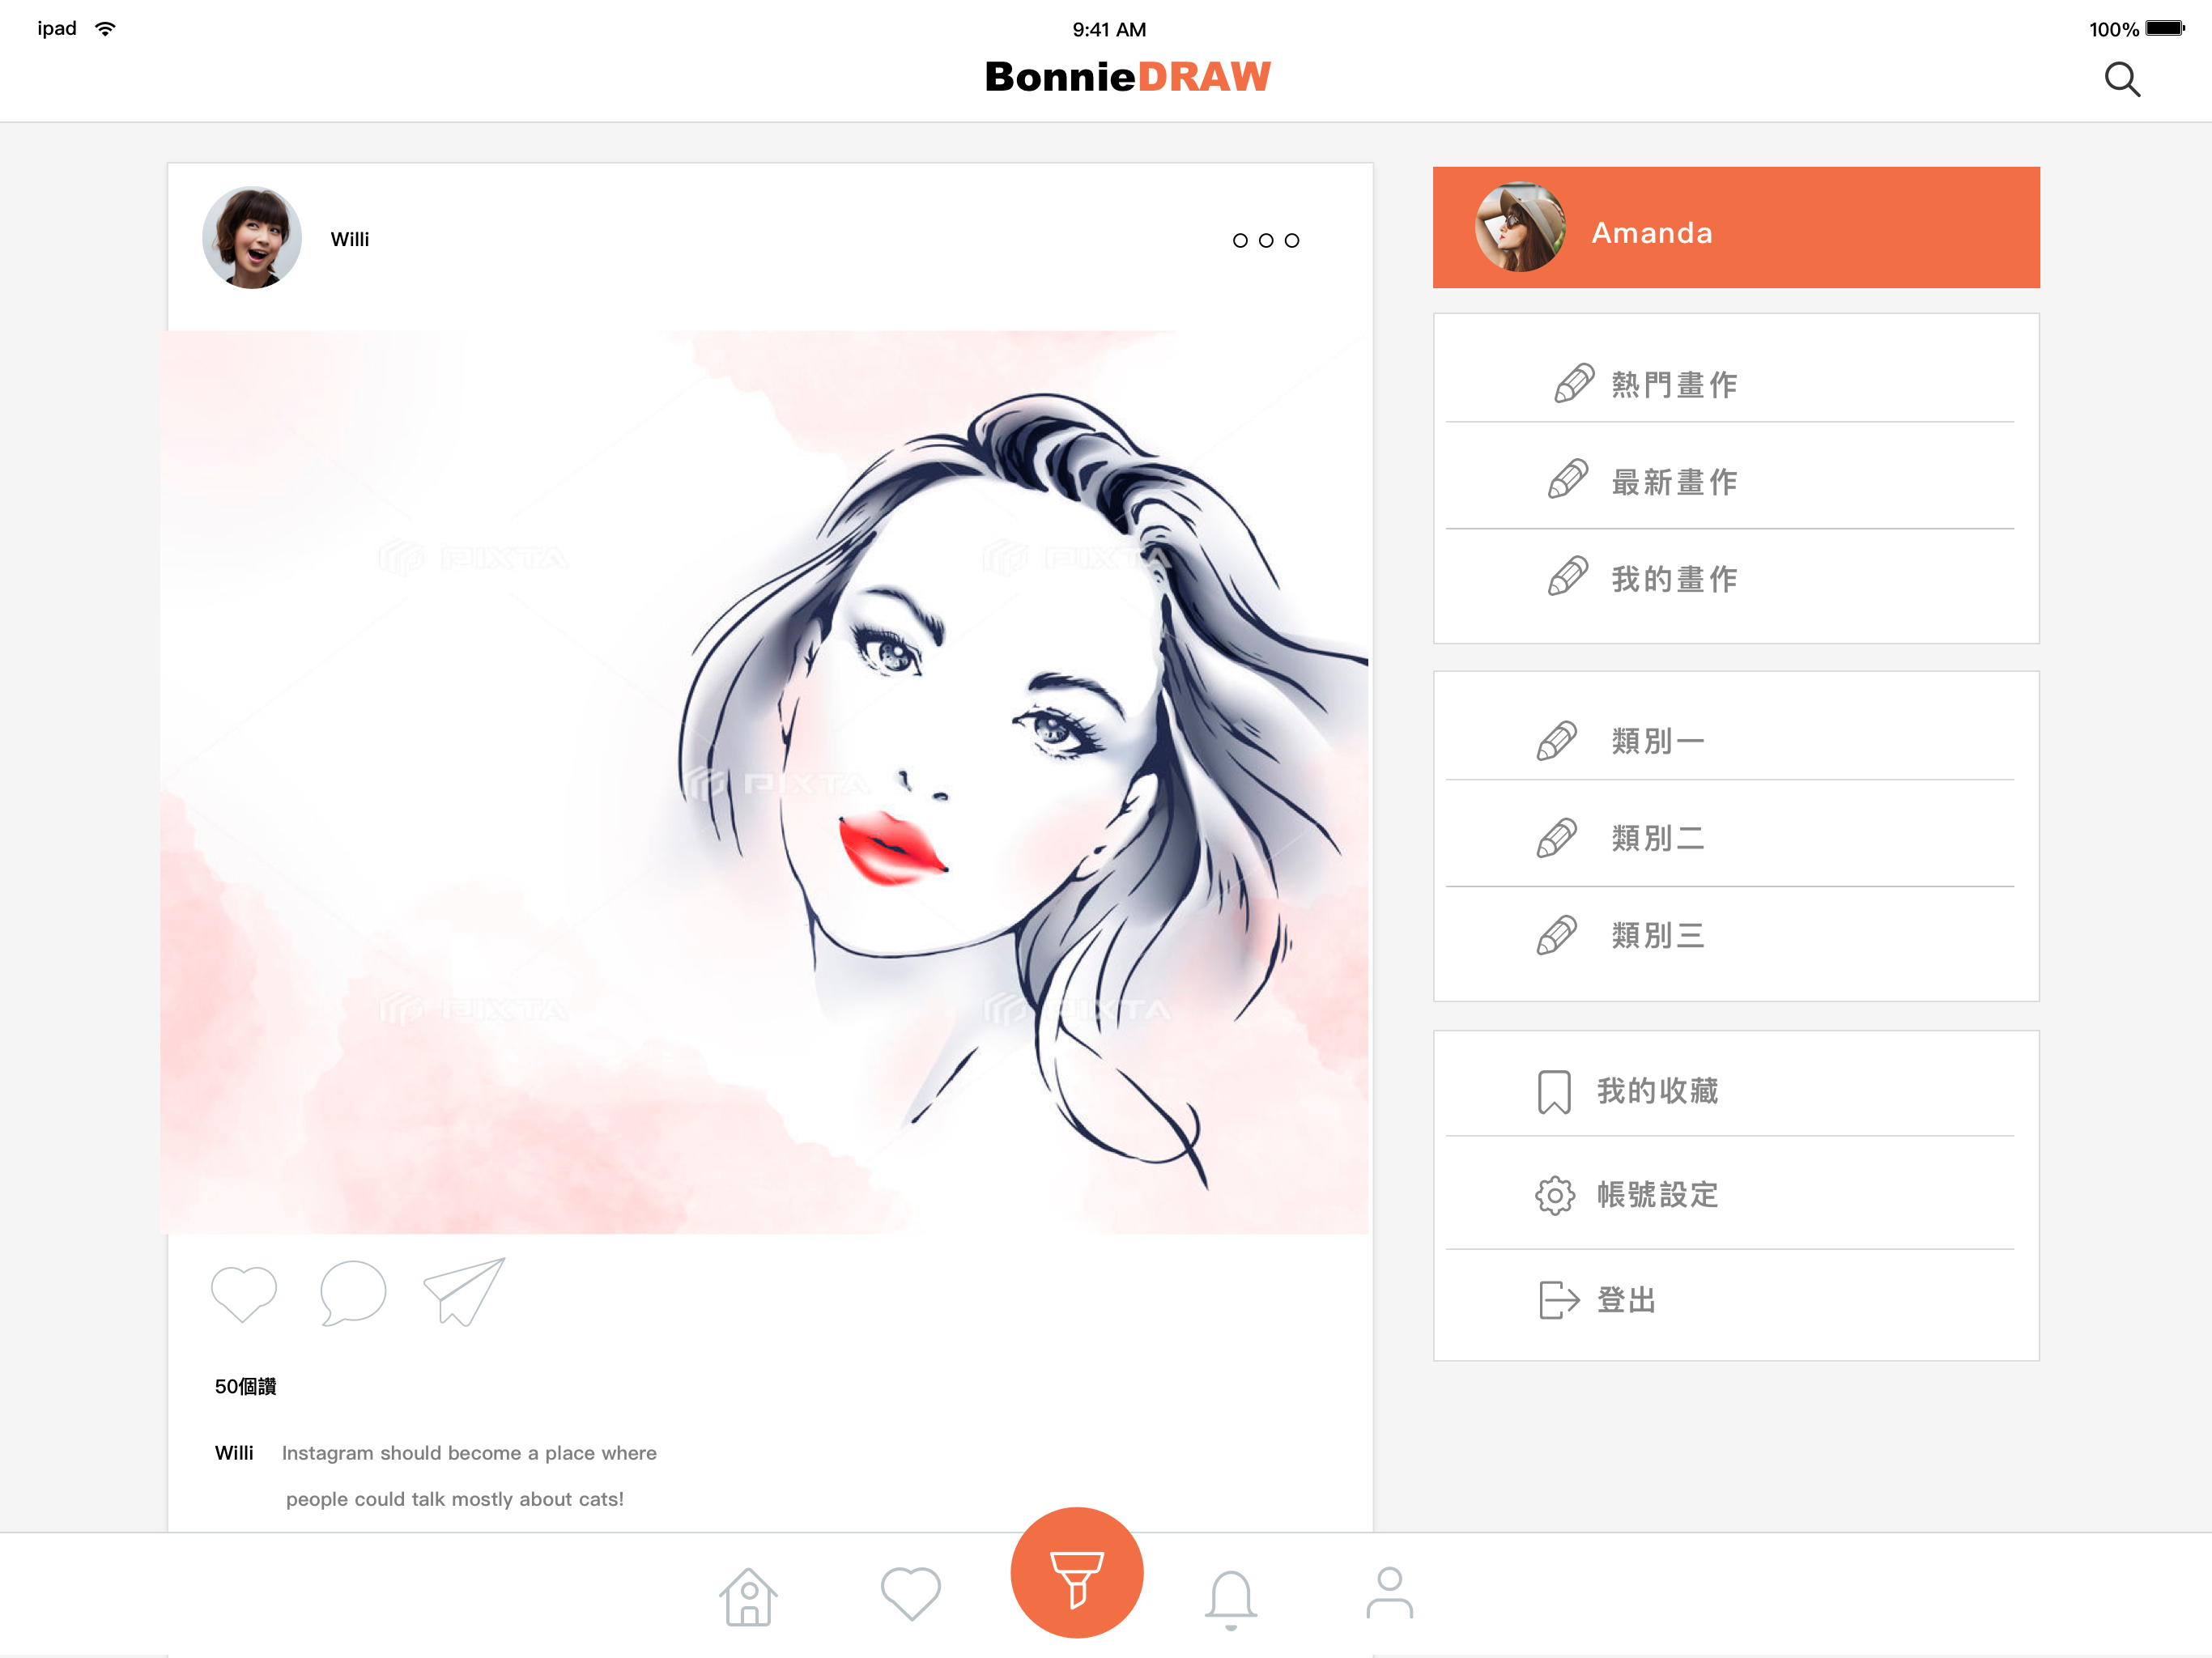 ipad
9:41 AM
100%
BonnieDRAW
Willi
Amanda
PIXTA
PIXTA
PIXTA
PIXTA
PIXTA
熱門畫作
最新畫作
我的畫作
類別一
類別二
類別三
我的收藏
帳號設定
登出
50個讚
Willi Instagram should become a place where
people could talk mostly about cats!